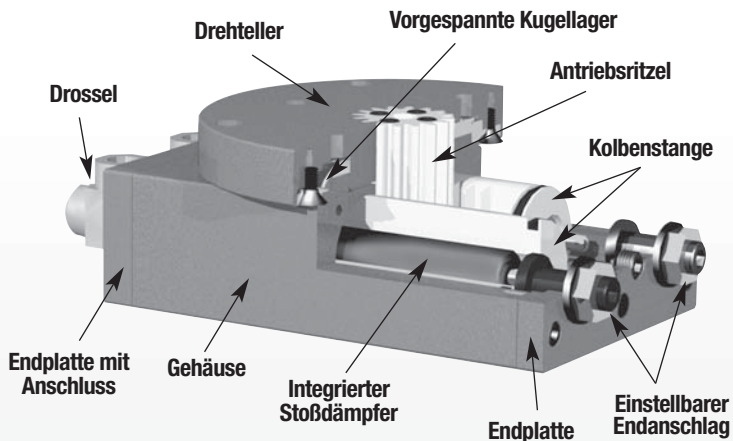 Vorgespannte Kugellager
Drehteller
Antriebsritzel
Drossel
Kolbenstange
Endplatte mit
Anschluss
Gehäuse
Integrierter
Stoßdämpfer
Endplatte
Einstellbarer
Endanschlag